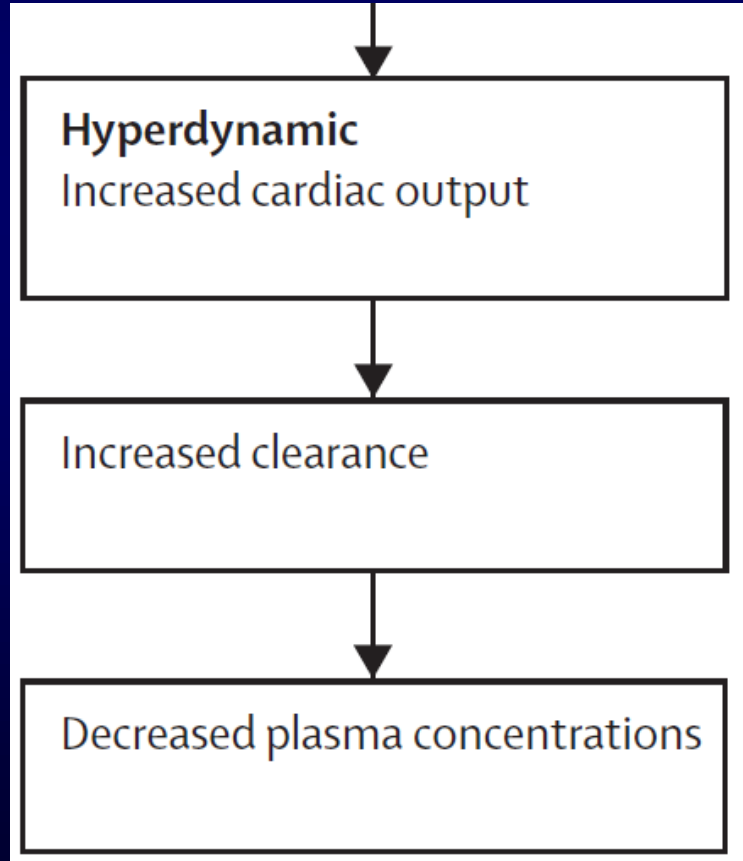 Hyperdynamic
Increased cardiac output
Increased clearance
Decreased plasma concentrations